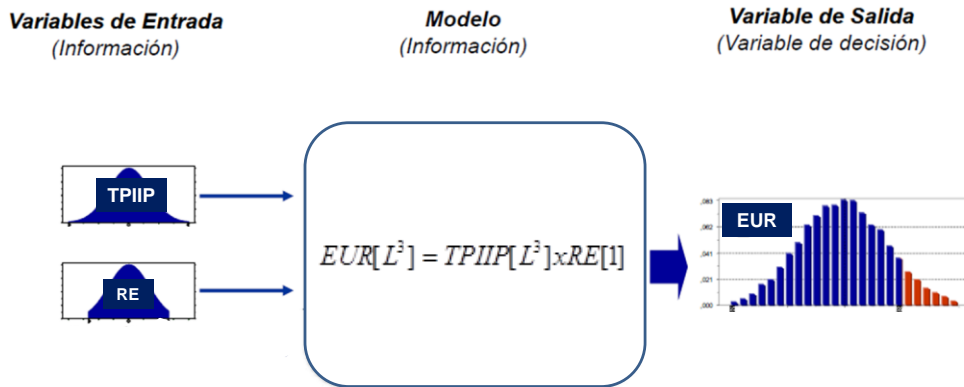 Variables de Entrada
(Información)
Modelo
(Información)
Variable de Salida
(Variable de decisión)
TPIIP
RE
EUR[L³] = TPIIP[L³]xRE[1]
EUR
,083
,062
,041
,021
,000